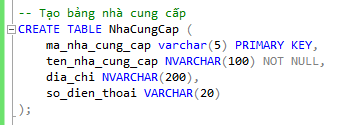 -- Tạo bảng nhà cung cấp
CREATE TABLE NhaCungCap (
ma_nha_cung_cap varchar(5) PRIMARY KEY,
ten_nha_cung_cap NVARCHAR(100) NOT NULL,
dia_chi NVARCHAR(200),
so_dien_thoai VARCHAR(20)
);